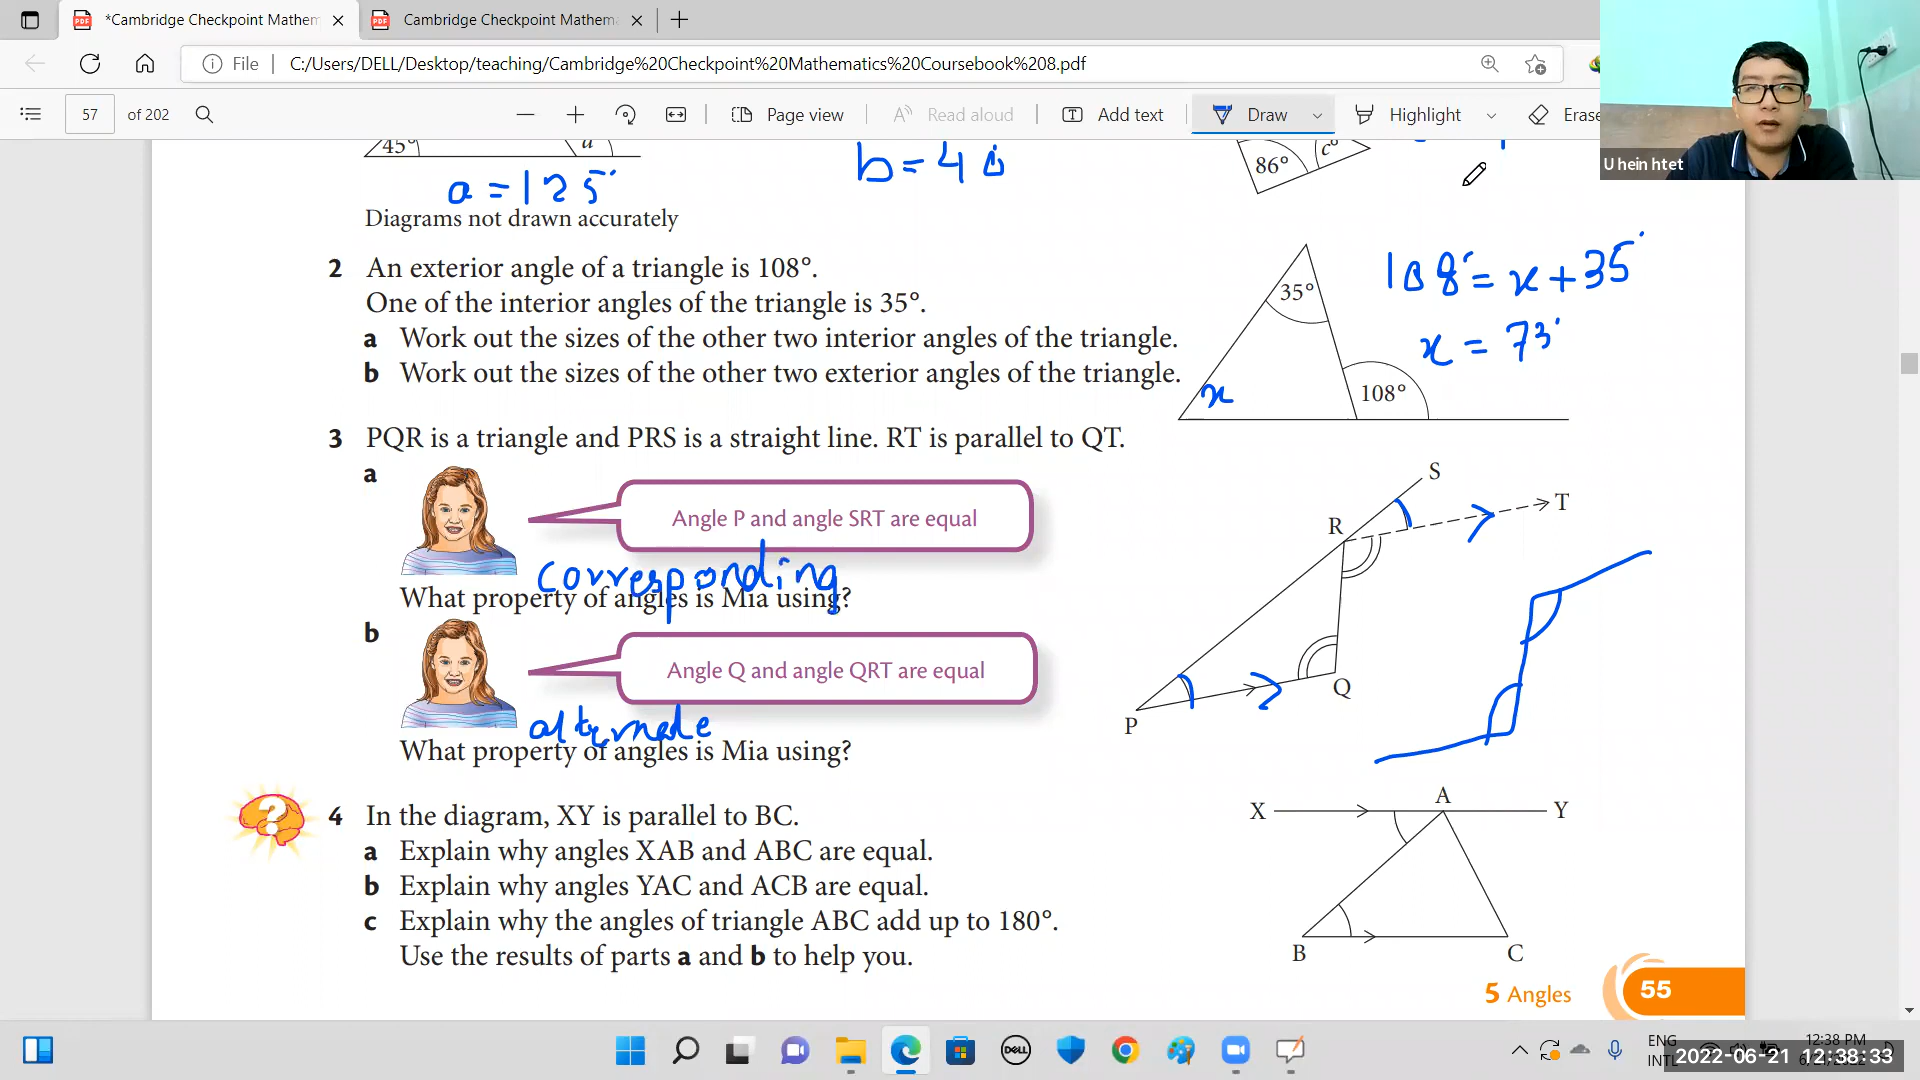 *Cambridge Checkpoint Mathem
Cambridge Checkpoint Mathema
File
C:/Users/DELL/Desktop/teaching/Cambridge%20Checkpoint%20Mathematics%20Coursebook%208.pdf
57 of 202
Page view
Read aloud
Add text
Draw
Highlight
Erase
U hein htet
45°
a = 125°
b = 40
86°
c°
Diagrams not drawn accurately
2 An exterior angle of a triangle is 108°.
One of the interior angles of the triangle is 35°.
a Work out the sizes of the other two interior angles of the triangle.
b Work out the sizes of the other two exterior angles of the triangle.
35°
108°
x
108° = x + 35°
x = 73°
3 PQR is a triangle and PRS is a straight line. RT is parallel to QT.
a
Angle P and angle SRT are equal
corresponding
What property of angles is Mia using?
b
Angle Q and angle QRT are equal
alternate
What property of angles is Mia using?
S
T
R
Q
P
4 In the diagram, XY is parallel to BC.
a Explain why angles XAB and ABC are equal.
b Explain why angles YAC and ACB are equal.
c Explain why the angles of triangle ABC add up to 180°.
Use the results of parts a and b to help you.
X A Y
B C
5 Angles 55
DELL
ENG
INTL
12:38 PM
2022-06-21 12:38:33